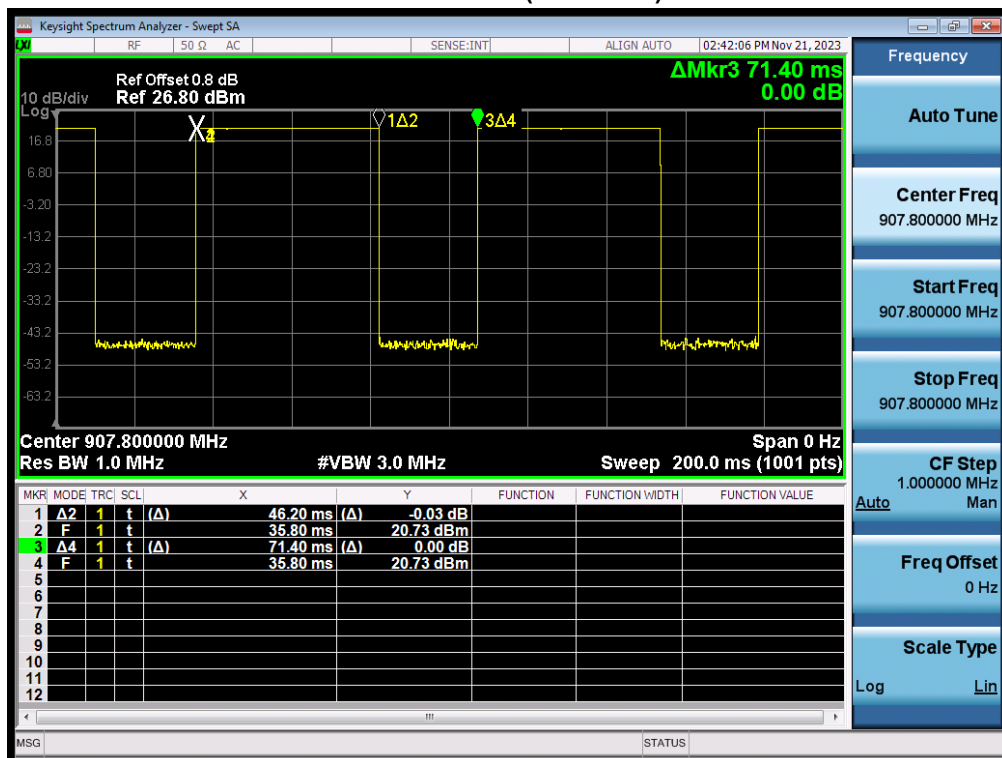 Keysight Spectrum Analyzer - Swept SA
LXI RF 50 Ω AC SENSE:INT ALIGN AUTO 02:42:06 PM Nov 21, 2023
ΔMkr3 71.40 ms
0.00 dB
Ref Offset 0.8 dB
10 dB/div Ref 26.80 dBm
Log
1Δ2
3Δ4
16.8
6.80
-3.20
-13.2
-23.2
-33.2
-43.2
-53.2
-63.2
Center 907.800000 MHz Span 0 Hz
Res BW 1.0 MHz #VBW 3.0 MHz Sweep 200.0 ms (1001 pts)
MKR MODE TRC SCL X Y FUNCTION FUNCTION WIDTH FUNCTION VALUE
1 Δ2 1 t (Δ) 46.20 ms (Δ) -0.03 dB
2 F 1 t 35.80 ms 20.73 dBm
3 Δ4 1 t (Δ) 71.40 ms (Δ) 0.00 dB
4 F 1 t 35.80 ms 20.73 dBm
5
6
7
8
9
10
11
12
MSG STATUS
Frequency
Auto Tune
Center Freq
907.800000 MHz
Start Freq
907.800000 MHz
Stop Freq
907.800000 MHz
CF Step
1.000000 MHz
Auto Man
Freq Offset
0 Hz
Scale Type
Log Lin